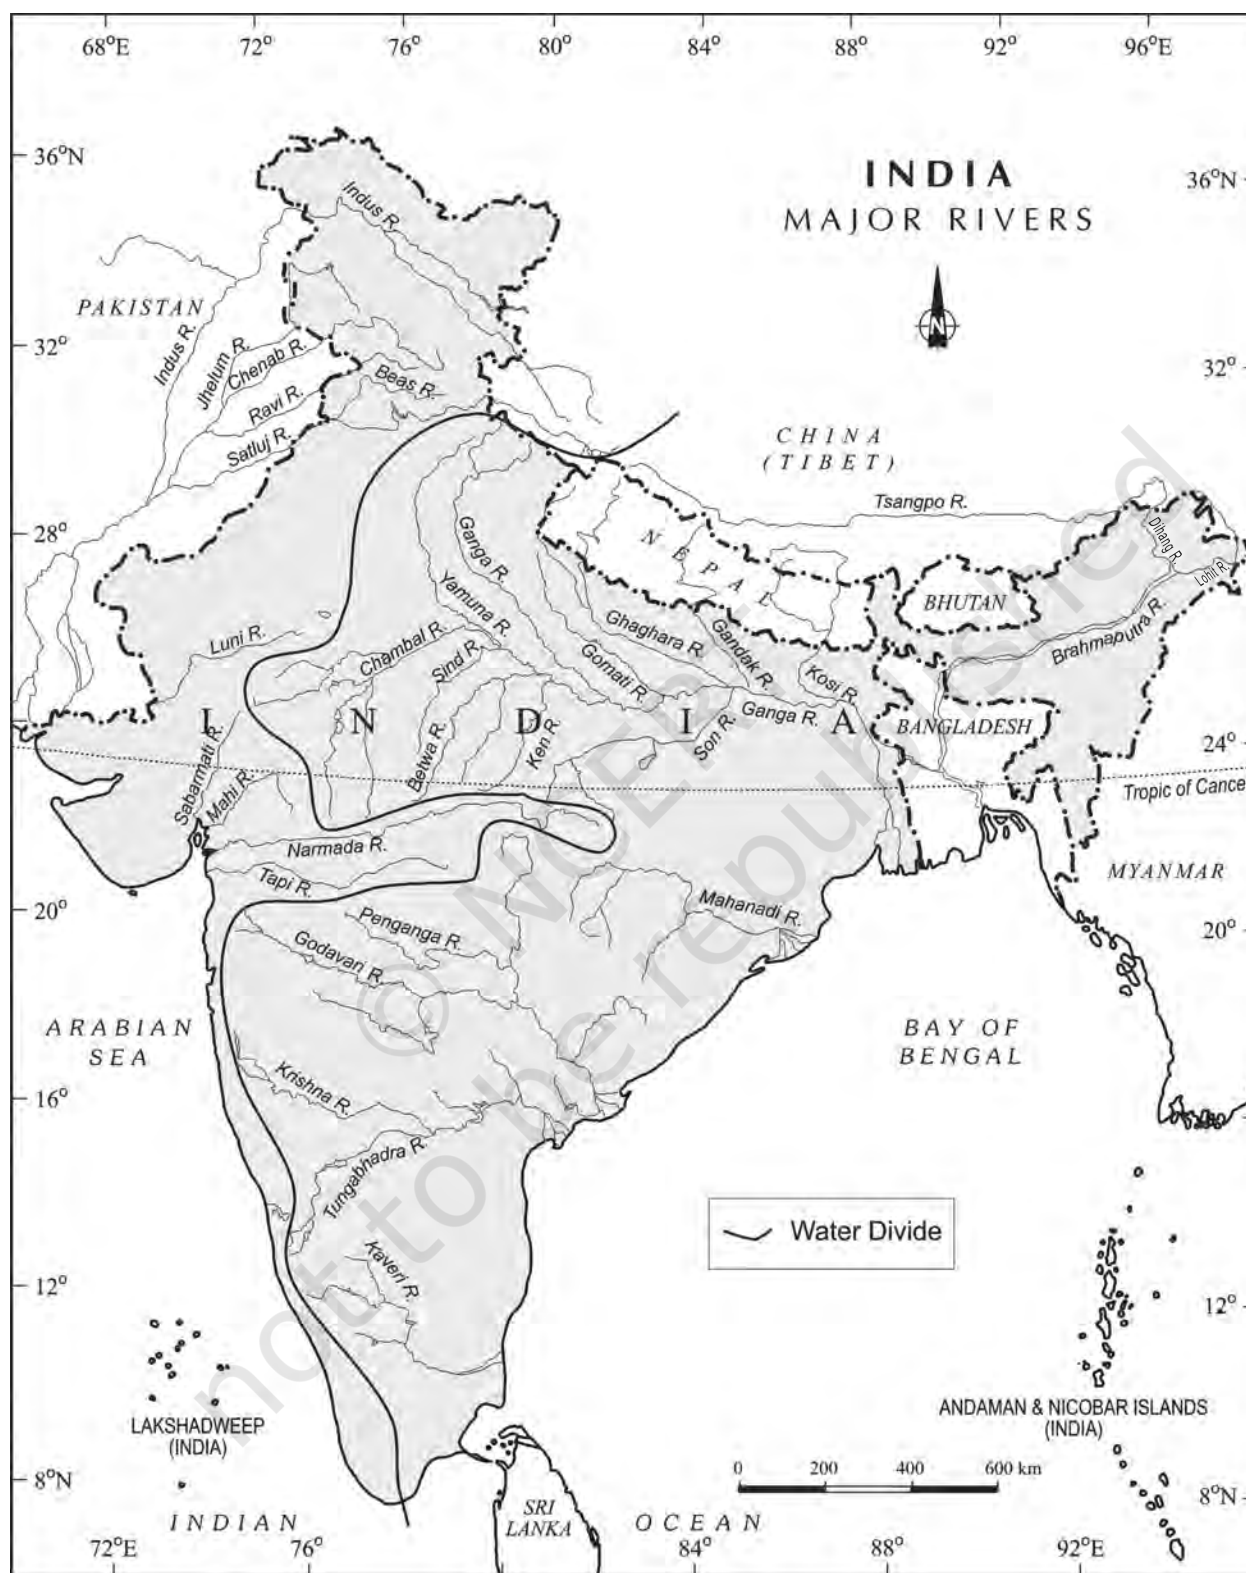 68°E 72° 76° 80° 84° 88° 92° 96°E
36°N
36°N
INDIA
MAJOR RIVERS
N
Indus R.
PAKISTAN
Indus R.
Jhelum R.
Chenab R.
Beas R.
Ravi R.
Satluj R.
32°
32°
CHINA
(TIBET)
Tsangpo R.
28°
28°
Dihang R.
Lohit R.
NEPAL
BHUTAN
Brahmaputra R.
Ganga R.
Yamuna R.
Luni R.
Chambal R.
Sind R.
Ghaghara R.
Gomati R.
Gandak R.
Kosi R.
Ganga R.
BANGLADESH
I N D I A
Sabarmati R.
Mahi R.
Betwa R.
Ken R.
Son R.
24°
24°
Tropic of Cance
MYANMAR
Narmada R.
Tapi R.
20°
20°
Mahanadi R.
Penganga R.
Godavari R.
ARABIAN
SEA
BAY OF
BENGAL
16°
16°
Krishna R.
Tungabhadra R.
Kaveri R.
Water Divide
12°
12°
LAKSHADWEEP
(INDIA)
ANDAMAN & NICOBAR ISLANDS
(INDIA)
0 200 400 600 km
8°N
8°N
SRI
LANKA
INDIAN OCEAN
72°E 76° 84° 88° 92°E
© NCERT
not to be republished